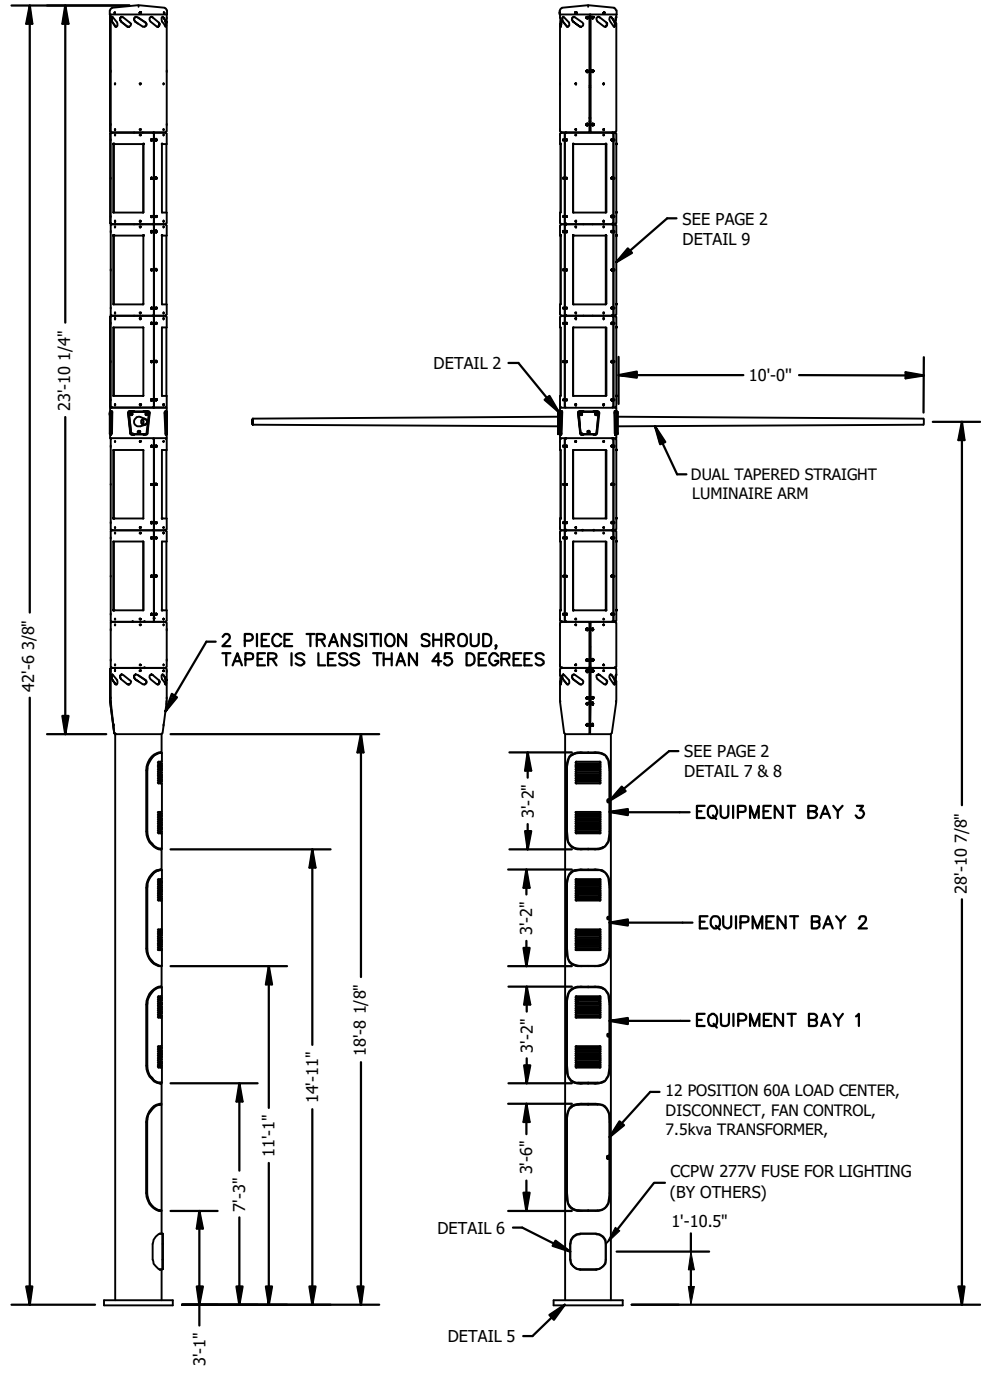 SEE PAGE 2
DETAIL 9
23'-10 1/4"
DETAIL 2
10'-0"
DUAL TAPERED STRAIGHT
LUMINAIRE ARM
42'-6 3/8"
2 PIECE TRANSITION SHROUD,
TAPER IS LESS THAN 45 DEGREES
SEE PAGE 2
DETAIL 7 & 8
3'-2"
EQUIPMENT BAY 3
28'-10 7/8"
3'-2"
EQUIPMENT BAY 2
18'-8 1/8"
14'-11"
3'-2"
EQUIPMENT BAY 1
11'-1"
7'-3"
3'-6"
12 POSITION 60A LOAD CENTER,
DISCONNECT, FAN CONTROL,
7.5kva TRANSFORMER,
CCPW 277V FUSE FOR LIGHTING
(BY OTHERS)
1'-10.5"
DETAIL 6
3'-1"
DETAIL 5